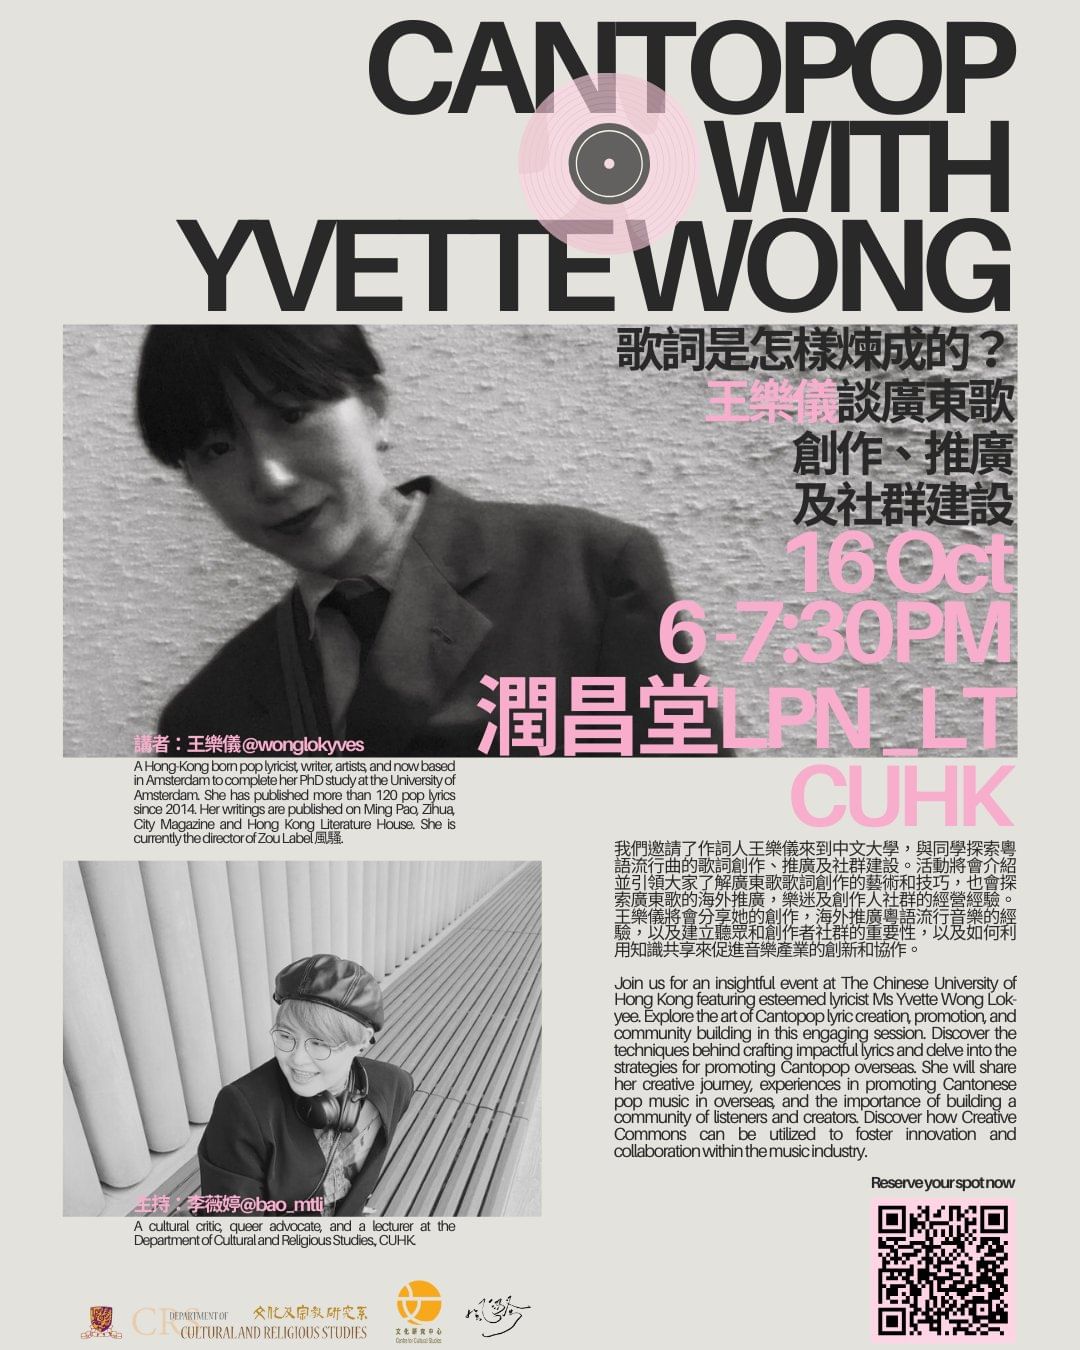 CANTOPOP
WITH
YVETTE WONG
歌詞是怎樣煉成的？
王樂儀談廣東歌
創作、推廣
及社群建設
16 Oct
6 -7:30PM
潤昌堂LPN_LT
CUHK
講者：王樂儀@wonglokyves
A Hong-Kong born pop lyricist, writer, artists, and now based
in Amsterdam to complete her PhD study at the University of
Amsterdam. She has published more than 120 pop lyrics
since 2014. Her writings are published on Ming Pao, Zihua,
City Magazine and Hong Kong Literature House. She is
currently the director of Zou Label 風騷.
我們邀請了作詞人王樂儀來到中文大學，與同學探索粵
語流行曲的歌詞創作、推廣及社群建設。活動將會介紹
並引領大家了解廣東歌歌詞創作的藝術和技巧，也會探
索廣東歌的海外推廣，樂迷及創作人社群的經營經驗。
王樂儀將會分享她的創作，海外推廣粵語流行音樂的經
驗，以及建立聽眾和創作者社群的重要性，以及如何利
用知識共享來促進音樂產業的創新和協作。
Join us for an insightful event at The Chinese University of
Hong Kong featuring esteemed lyricist Ms Yvette Wong Lok-
yee. Explore the art of Cantopop lyric creation, promotion, and
community building in this engaging session. Discover the
techniques behind crafting impactful lyrics and delve into the
strategies for promoting Cantopop overseas. She will share
her creative journey, experiences in promoting Cantonese
pop music in overseas, and the importance of building a
community of listeners and creators. Discover how Creative
Commons can be utilized to foster innovation and
collaboration within the music industry.
主持：李薇婷@bao_mtli
A cultural critic, queer advocate, and a lecturer at the
Department of Cultural and Religious Studies, CUHK.
Reserve your spot now
CRS
DEPARTMENT OF 文化及宗教研究系
CULTURAL AND RELIGIOUS STUDIES
文化研究中心
Centre for Cultural Studies